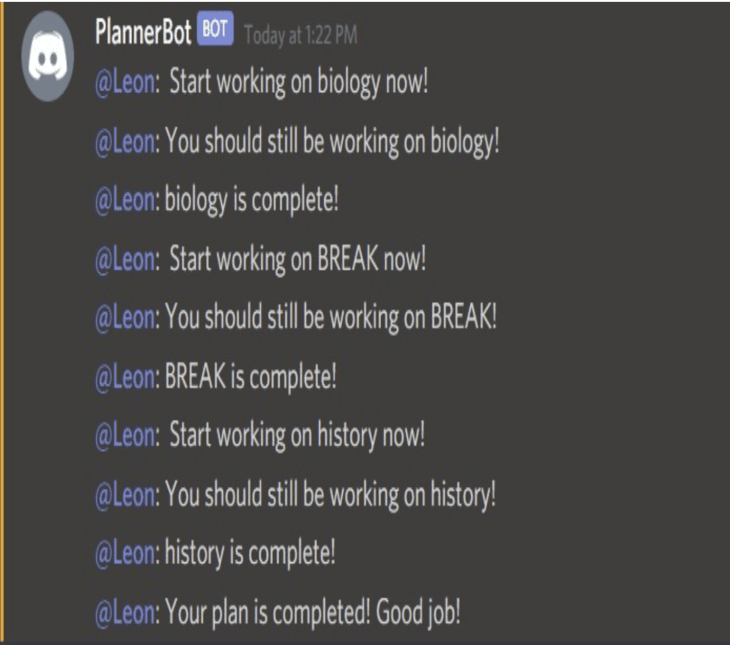 PlannerBot BOT Today at 1:22 PM
@Leon: Start working on biology now!
@Leon: You should still be working on biology!
@Leon: biology is complete!
@Leon: Start working on BREAK now!
@Leon: You should still be working on BREAK!
@Leon: BREAK is complete!
@Leon: Start working on history now!
@Leon: You should still be working on history!
@Leon: history is complete!
@Leon: Your plan is completed! Good job!